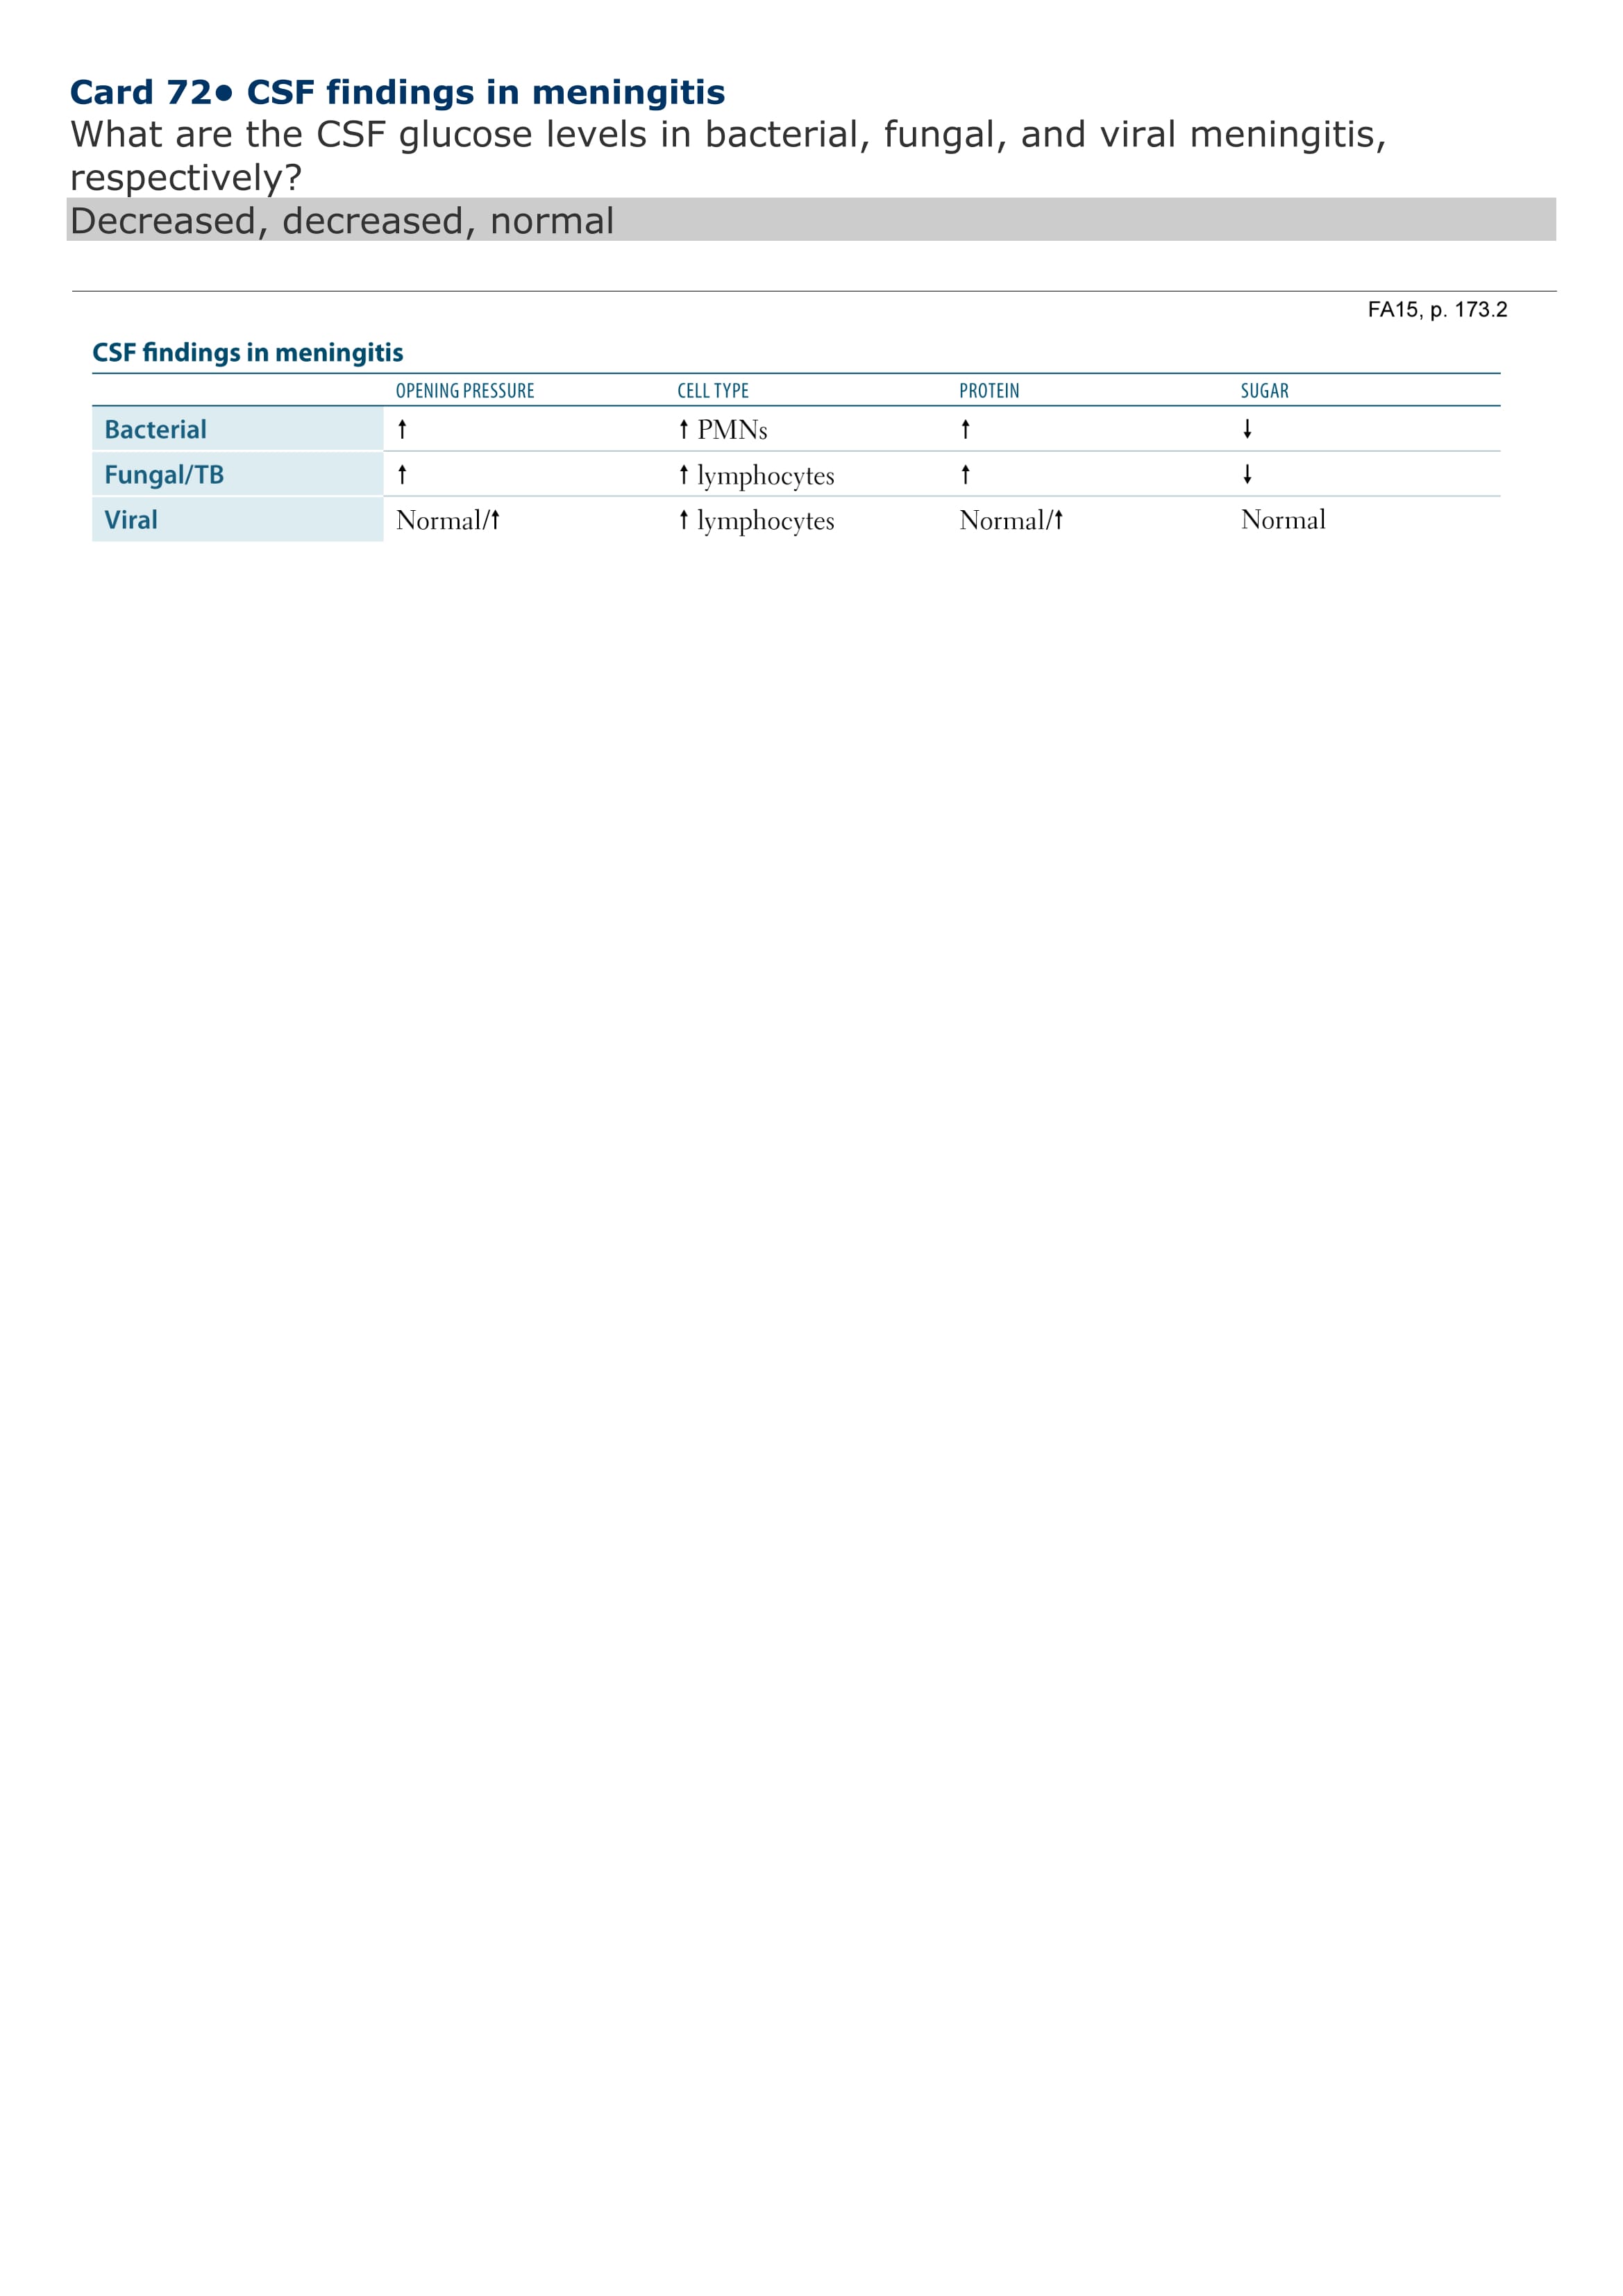 Card 72● CSF findings in meningitis
What are the CSF glucose levels in bacterial, fungal, and viral meningitis,
respectively?
Decreased, decreased, normal
FA15, p. 173.2
CSF findings in meningitis
OPENING PRESSURE CELL TYPE PROTEIN SUGAR
Bacterial ↑ ↑ PMNs ↑ ↓
Fungal/TB ↑ ↑ lymphocytes ↑ ↓
Viral Normal/↑ ↑ lymphocytes Normal/↑ Normal